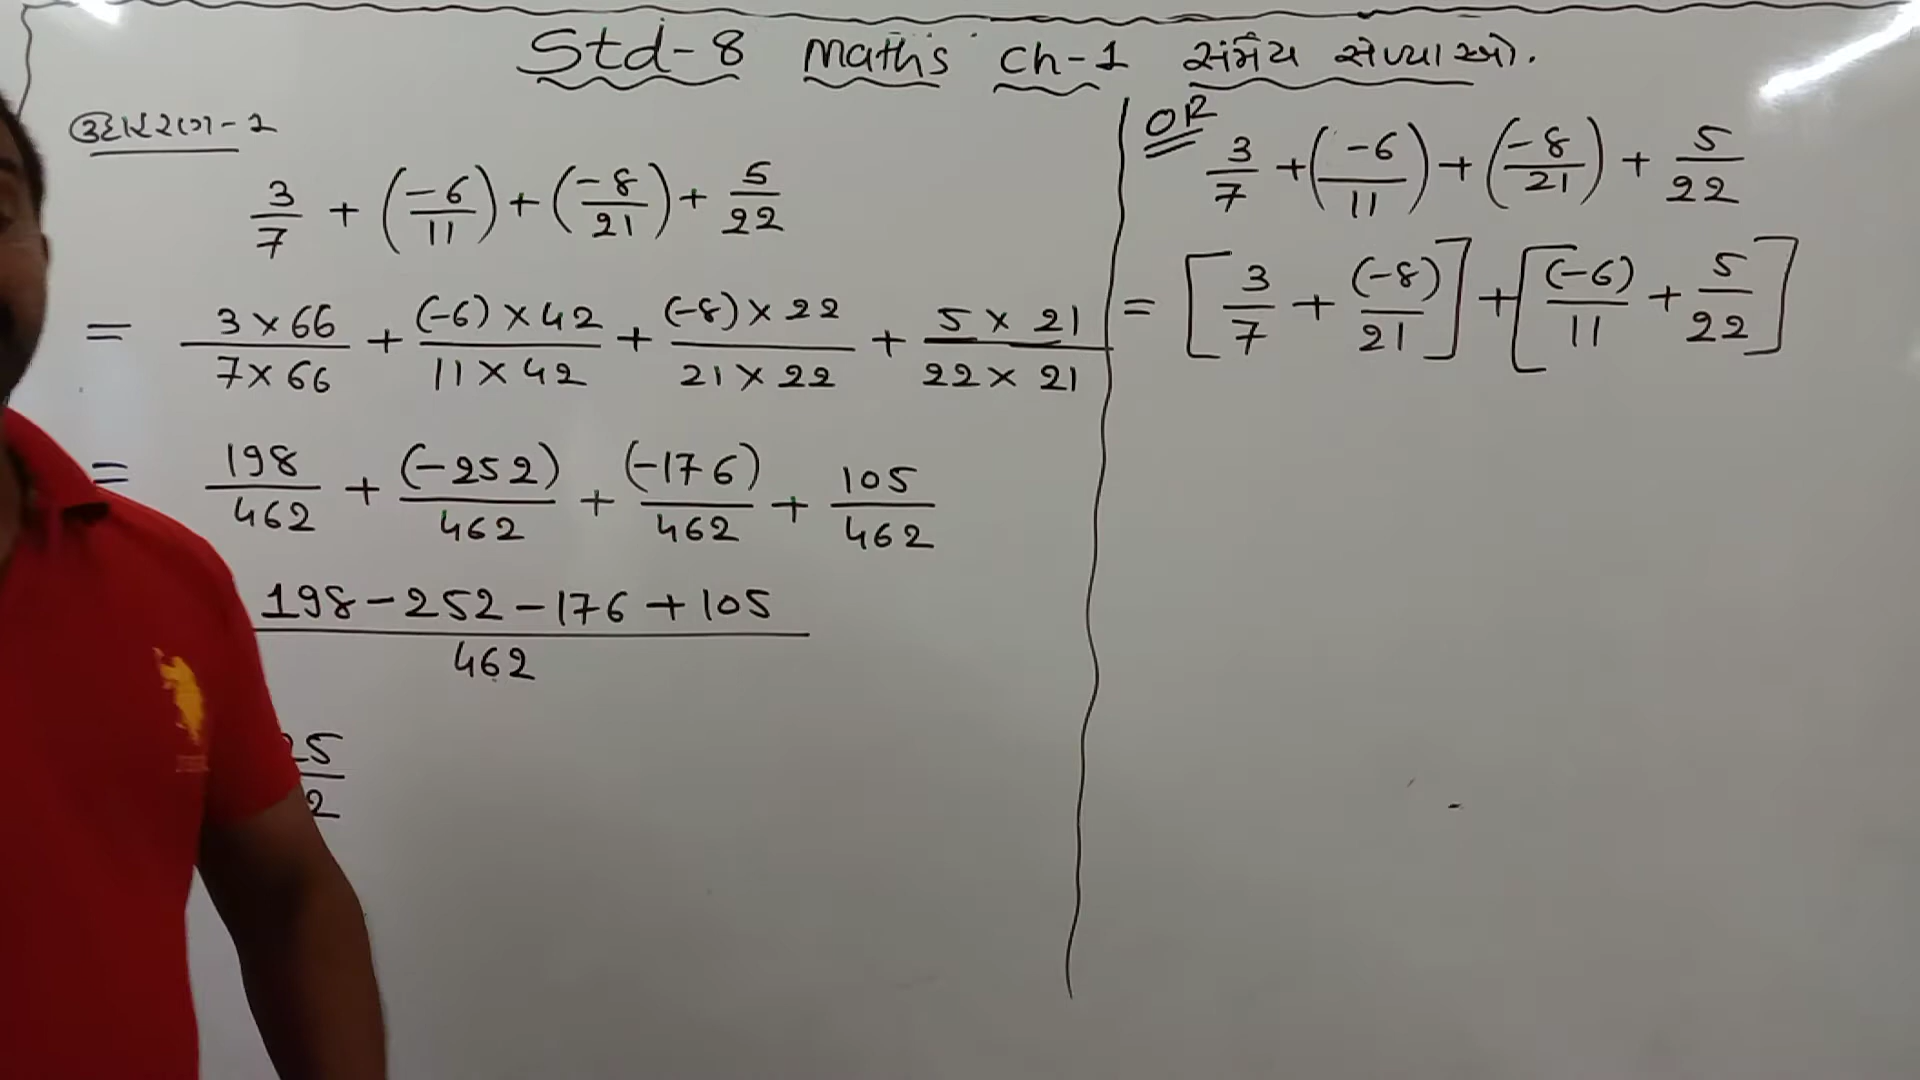 Std-8 Maths Ch-1 સંમેય સંખ્યાઓ.
ઉદાહરણ-1
3/7 + (-6/11) + (-8/21) + 5/22
= 3×66/7×66 + (-6)×42/11×42 + (-8)×22/21×22 + 5×21/22×21
= 198/462 + (-252)/462 + (-176)/462 + 105/462
198-252-176+105/462
25/2
OR
3/7 + (-6/11) + (-8/21) + 5/22
= [3/7 + (-8)/21] + [(-6)/11 + 5/22]